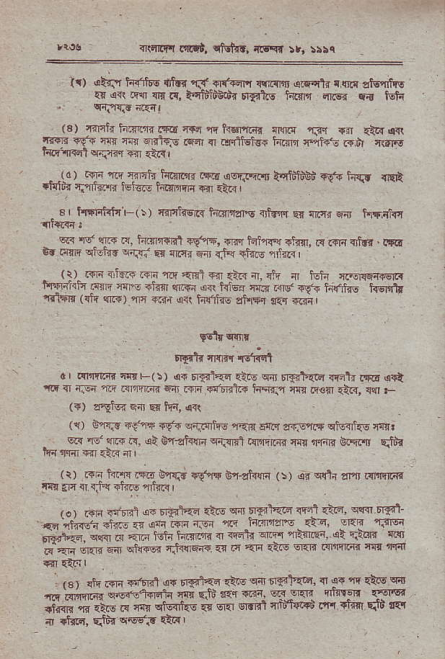 ৮২৩৬ বাংলাদেশ গেজেট, অতিরিক্ত, নভেম্বর ১৮, ১৯৯৭
(খ) এইরূপ নির্বাচিত ব্যক্তির পূর্ব কার্যকলাপ যথাযোগ্য এজেন্সীর মাধ্যমে প্রতিপাদিত
হয় এবং দেখা যায় যে, ইনস্টিটিউটের চাকুরীতে নিয়োগ লাভের জন্য তিনি
অনুপযুক্ত নহেন।
(৪) সরাসরি নিয়োগের ক্ষেত্রে সকল পদ বিজ্ঞাপনের মাধ্যমে পূরণ করা হইবে এবং
সরকার কর্তৃক সময় সময় জারীকৃত জেলা বা শ্রেণীভিত্তিক নিয়োগ সম্পর্কিত কোটা সংক্রান্ত
নির্দেশাবলী অনুসরণ করা হইবে।
(৫) কোন পদে সরাসরি নিয়োগের ক্ষেত্রে এতদুদ্দেশ্যে ইনস্টিটিউট কর্তৃক নিযুক্ত বাছাই
কমিটির সুপারিশের ভিত্তিতে নিয়োগদান করা হইবে।
৪। শিক্ষানবিসি।—(১) সরাসরিভাবে নিয়োগপ্রাপ্ত ব্যক্তিগণ ছয় মাসের জন্য শিক্ষানবিস
থাকিবেন:
তবে শর্ত থাকে যে, নিয়োগকারী কর্তৃপক্ষ, কারণ লিপিবদ্ধ করিয়া, যে কোন ব্যক্তির ক্ষেত্রে
উক্ত মেয়াদ অতিরিক্ত অনূর্ধ্ব ছয় মাসের জন্য বৃদ্ধি করিতে পারিবে।
(২) কোন ব্যক্তিকে কোন পদে স্থায়ী করা হইবে না, যদি না তিনি সন্তোষজনকভাবে
শিক্ষানবিসি মেয়াদ সমাপ্ত করিয়া থাকেন এবং বিভিন্ন সময়ে বোর্ড কর্তৃক নির্ধারিত বিভাগীয়
পরীক্ষায় (যদি থাকে) পাস করেন এবং নির্ধারিত প্রশিক্ষণ গ্রহণ করেন।
তৃতীয় অধ্যায়
চাকুরীর সাধারণ শর্তাবলী
৫। যোগদানের সময়।—(১) এক চাকুরীস্থল হইতে অন্য চাকুরীস্থলে বদলীর ক্ষেত্রে একই
পদে বা নূতন পদে যোগদানের জন্য কোন কর্মচারীকে নিম্নরূপ সময় দেওয়া হইবে, যথা :—
(ক) প্রস্তুতির জন্য ছয় দিন, এবং
(খ) উপযুক্ত কর্তৃপক্ষ কর্তৃক অনুমোদিত পন্থায় ভ্রমণে প্রকৃতপক্ষে অতিবাহিত সময়:
তবে শর্ত থাকে যে, এই উপ-প্রবিধান অনুযায়ী যোগদানের সময় গণনার উদ্দেশ্যে ছুটির
দিন গণনা করা হইবে না।
(২) কোন বিশেষ ক্ষেত্রে উপযুক্ত কর্তৃপক্ষ উপ-প্রবিধান (১) এর অধীন প্রাপ্য যোগদানের
সময় হ্রাস বা বৃদ্ধি করিতে পারিবে।
(৩) কোন কর্মচারী এক চাকুরীস্থল হইতে অন্য চাকুরীস্থলে বদলী হইলে, অথবা চাকুরী-
স্থল পরিবর্তন করিতে হয় এমন কোন নূতন পদে নিয়োগপ্রাপ্ত হইলে, তাহার পুরাতন
চাকুরীস্থল, অথবা যে স্থানে তিনি নিয়োগের বা বদলীর আদেশ পাইয়াছেন, এই দুইয়ের মধ্যে
যে স্থান তাহার জন্য অধিকতর সুবিধাজনক হয় সে স্থান হইতে তাহার যোগদানের সময় গণনা
করা হইবে।
(৪) যদি কোন কর্মচারী এক চাকুরীস্থল হইতে অন্য চাকুরীস্থলে, বা এক পদ হইতে অন্য
পদে যোগদানের অন্তর্বর্তীকালীন সময় ছুটি গ্রহণ করেন, তবে তাহার দায়িত্বভার হস্তান্তর
করিবার পর হইতে যে সময় অতিবাহিত হয় তাহা ডাক্তারী সার্টিফিকেট পেশ করিয়া ছুটি গ্রহণ
না করিলে, ছুটির অন্তর্ভুক্ত হইবে।